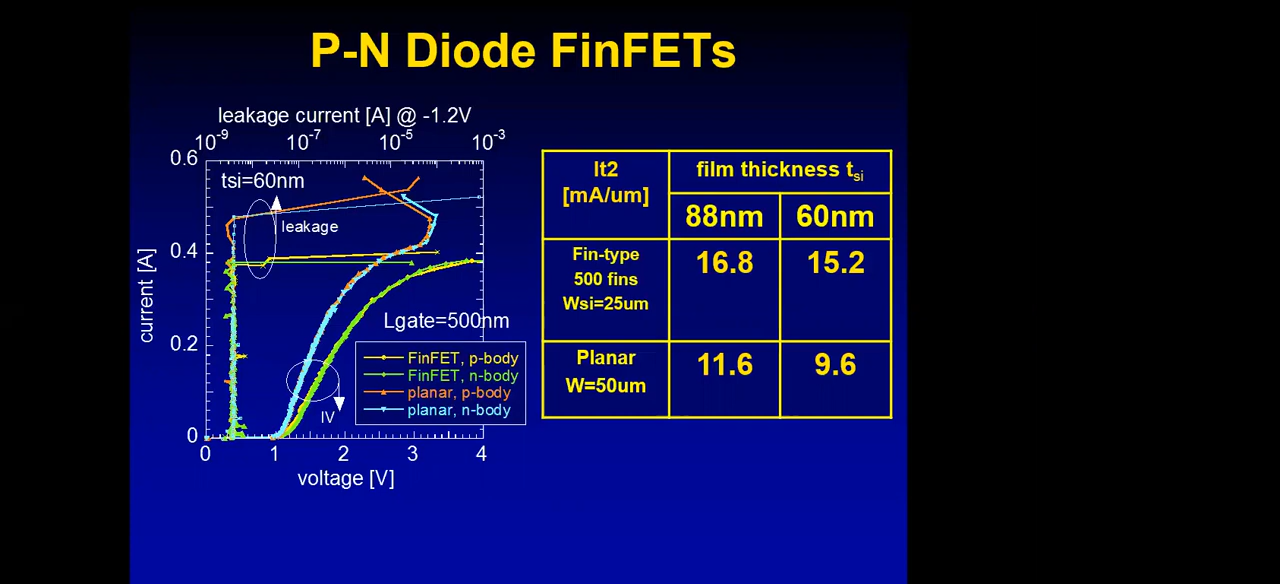 P-N Diode FinFETs
leakage current [A] @ -1.2V
10-9 10-7 10-5 10-3
0.6
0.4
0.2
0
current [A]
tsi=60nm
leakage
Lgate=500nm
FinFET, p-body
FinFET, n-body
planar, p-body
planar, n-body
IV
0 1 2 3 4
voltage [V]
It2
[mA/um]
film thickness tsi
88nm 60nm
Fin-type
500 fins
Wsi=25um
16.8 15.2
Planar
W=50um
11.6 9.6